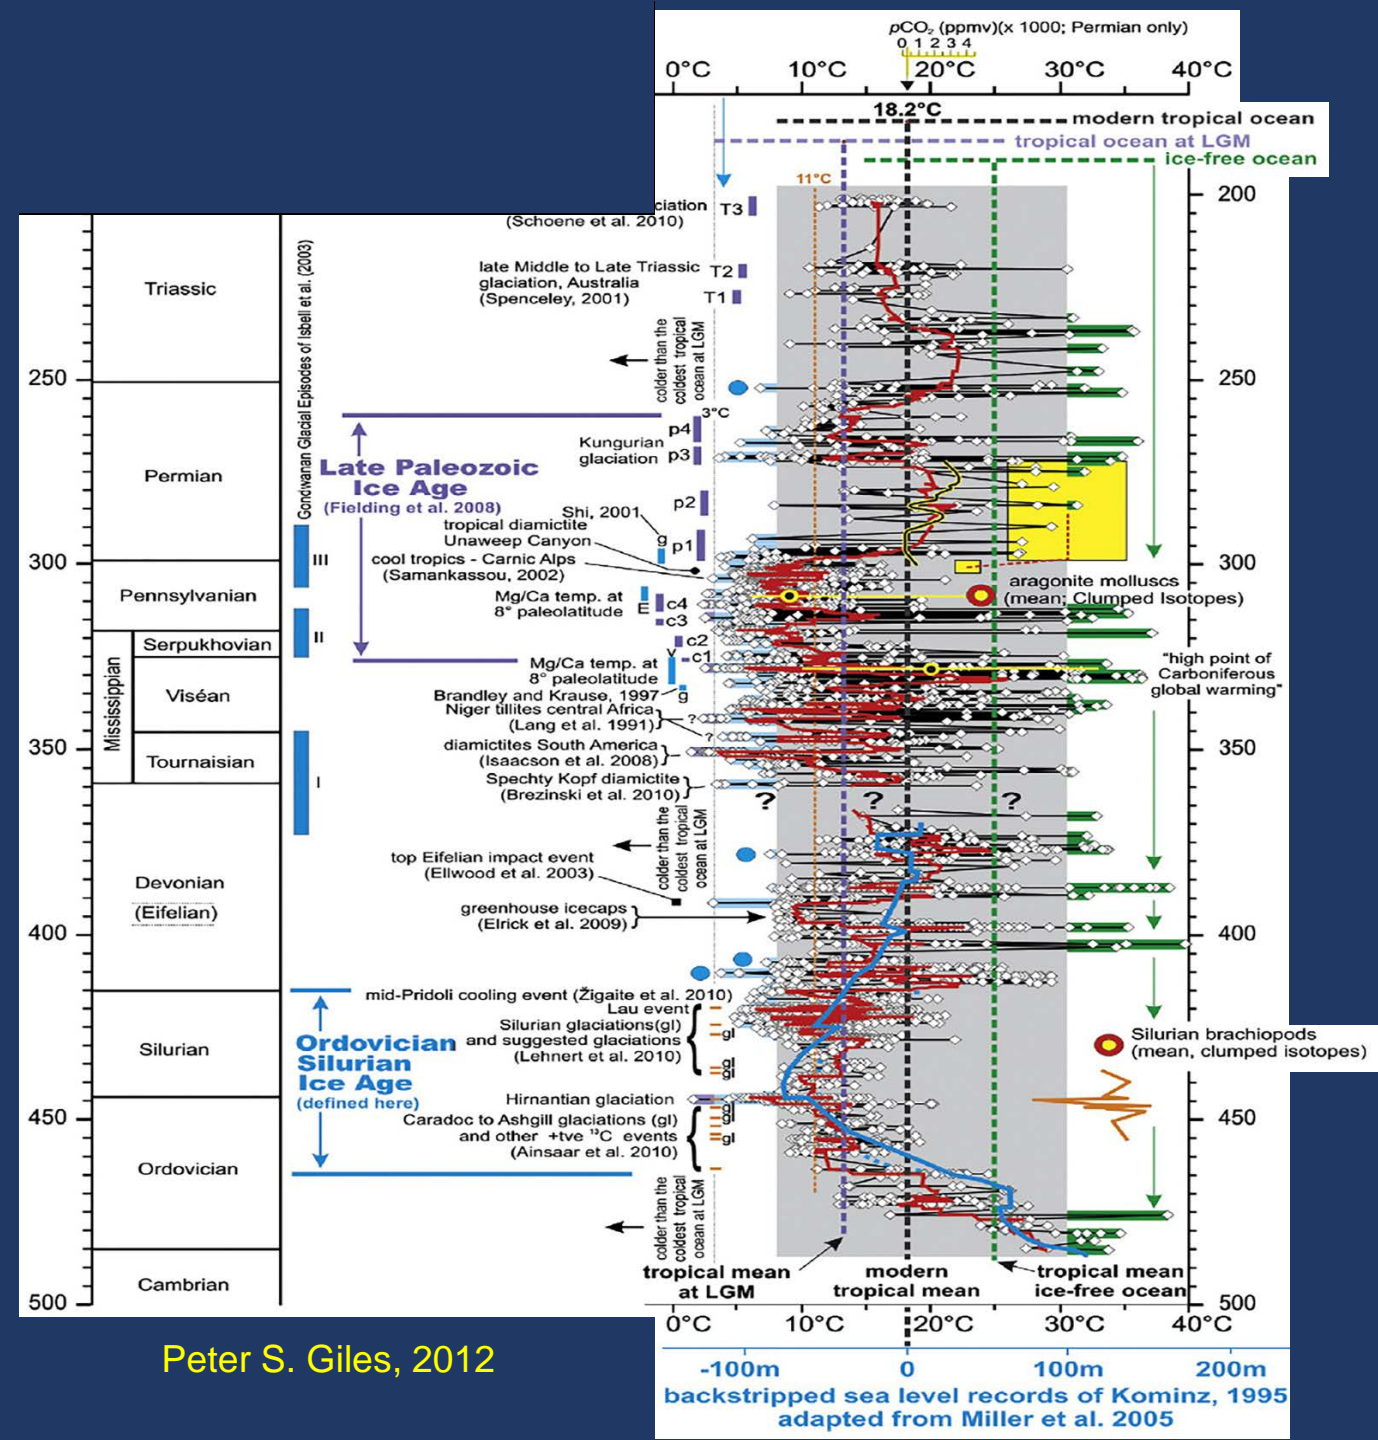 pCO₂ (ppmv)(x 1000; Permian only)
0 1 2 3 4
0°C 10°C 20°C 30°C 40°C
18.2°C
modern tropical ocean
tropical ocean at LGM
ice-free ocean
11°C
200
250
300
350
400
450
500
250
300
350
400
450
500
Triassic
Permian
Pennsylvanian
Mississippian
Serpukhovian
Viséan
Tournaisian
Devonian
(Eifelian)
Silurian
Ordovician
Cambrian
Gondwanan Glacial Episodes of Isbell et al. (2003)
III
II
I
ciation
(Schoene et al. 2010)
T3
late Middle to Late Triassic
glaciation, Australia
(Spenceley, 2001)
T2
T1
colder than the
coldest tropical
ocean at LGM
3°C
p4
Kungurian
glaciation
p3
Late Paleozoic
Ice Age
(Fielding et al. 2008)
p2
Shi, 2001
g
p1
tropical diamictite
Unaweep Canyon
cool tropics - Carnic Alps
(Samankassou, 2002)
Mg/Ca temp. at
8° paleolatitude
E
c4
c3
c2
v
c1
Mg/Ca temp. at
8° paleolatitude
Brandley and Krause, 1997
g
Niger tillites central Africa
(Lang et al. 1991)
?
?
diamictites South America
(Isaacson et al. 2008)
Spechty Kopf diamictite
(Brezinski et al. 2010)
? ? ?
colder than the
coldest tropical
ocean at LGM
top Eifelian impact event
(Ellwood et al. 2003)
greenhouse icecaps
(Elrick et al. 2009)
mid-Pridoli cooling event (Žigaite et al. 2010)
Lau event
Silurian glaciations(gl)
and suggested glaciations
(Lehnert et al. 2010)
gl
gl
gl
Ordovician
Silurian
Ice Age
(defined here)
Hirnantian glaciation
Caradoc to Ashgill glaciations (gl)
and other +tve ¹³C events
(Ainsaar et al. 2010)
gl
gl
gl
colder than the
coldest tropical
ocean at LGM
aragonite molluscs
(mean; Clumped Isotopes)
"high point of
Carboniferous
global warming"
Silurian brachiopods
(mean, clumped isotopes)
tropical mean
at LGM
modern
tropical mean
tropical mean
ice-free ocean
0°C 10°C 20°C 30°C 40°C
-100m 0 100m 200m
backstripped sea level records of Kominz, 1995
adapted from Miller et al. 2005
Peter S. Giles, 2012